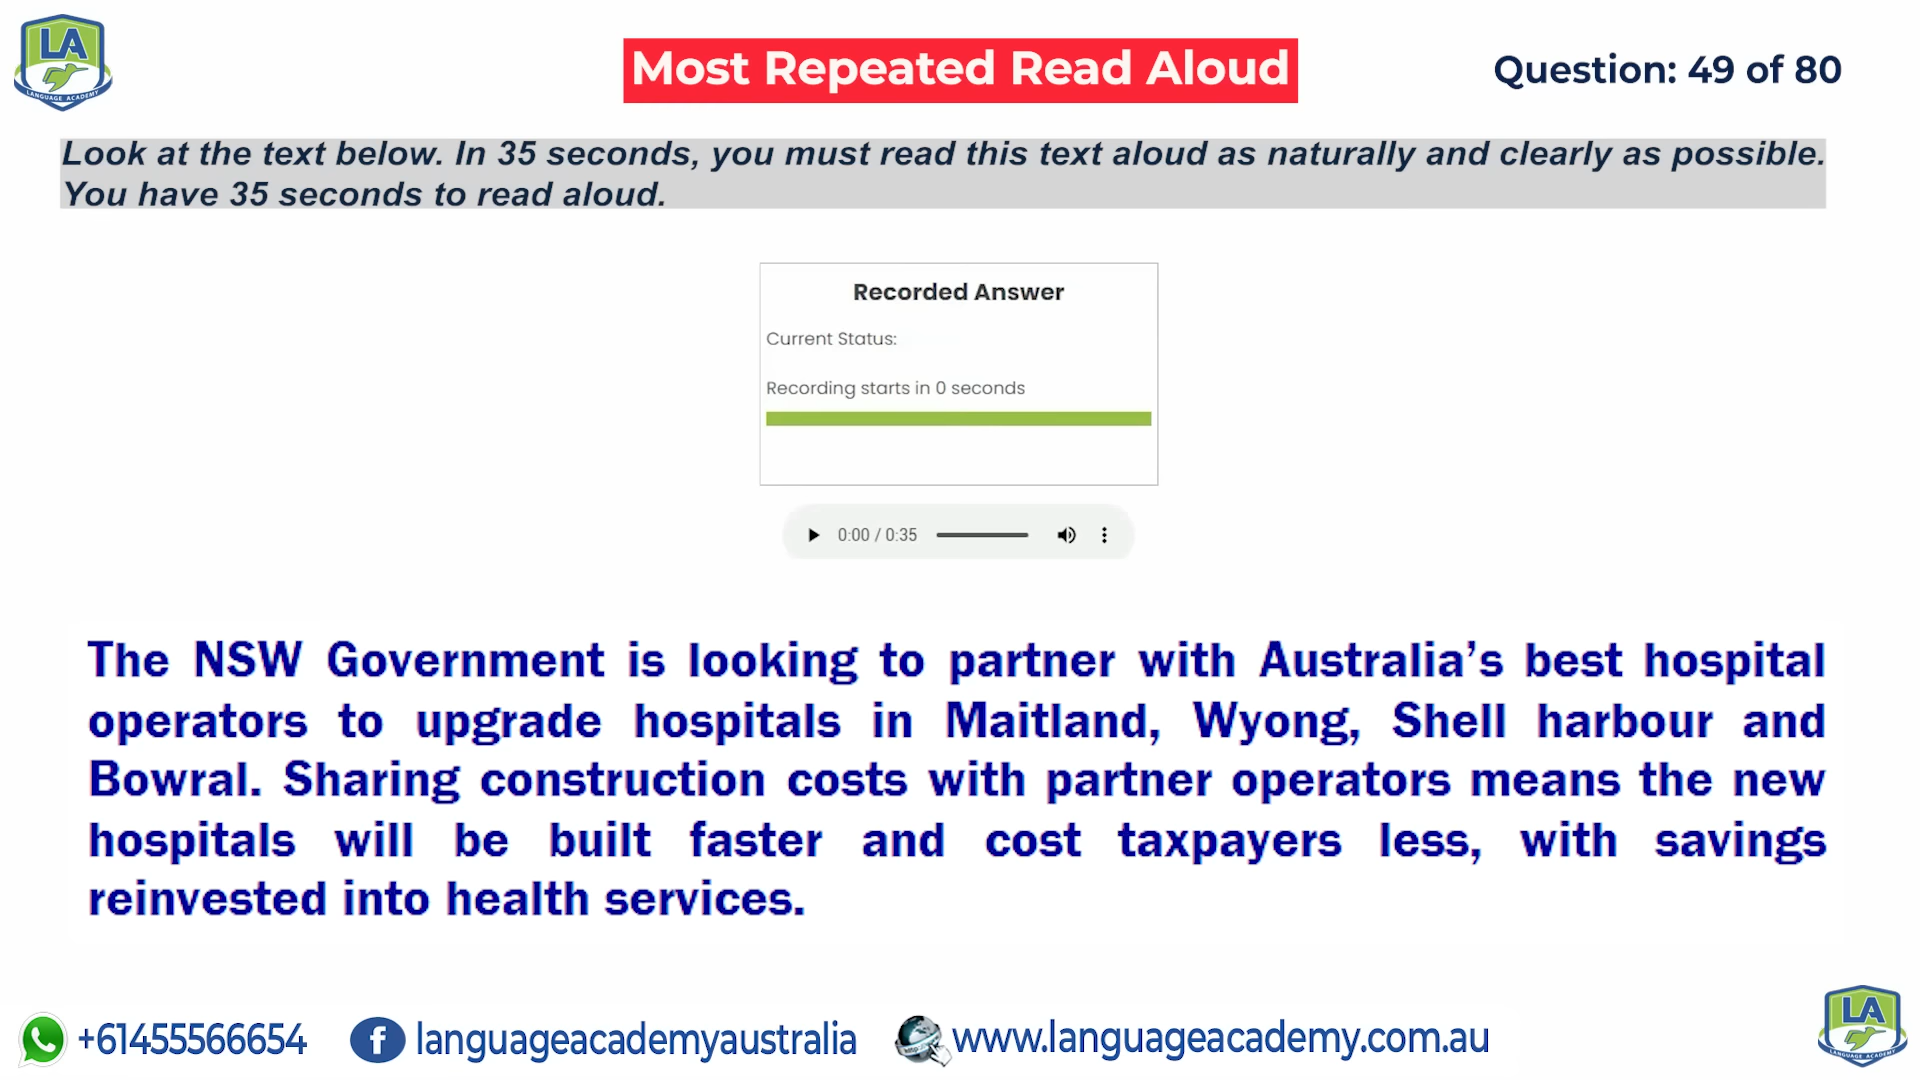 LA
LANGUAGE ACADEMY
Most Repeated Read Aloud
Question: 49 of 80
Look at the text below. In 35 seconds, you must read this text aloud as naturally and clearly as possible.
You have 35 seconds to read aloud.
Recorded Answer
Current Status:
Recording starts in 0 seconds
0:00 / 0:35
The NSW Government is looking to partner with Australia's best hospital
operators to upgrade hospitals in Maitland, Wyong, Shell harbour and
Bowral. Sharing construction costs with partner operators means the new
hospitals will be built faster and cost taxpayers less, with savings
reinvested into health services.
+61455566654
f languageacademyaustralia
http:// www.languageacademy.com.au
LA
LANGUAGE ACADEMY